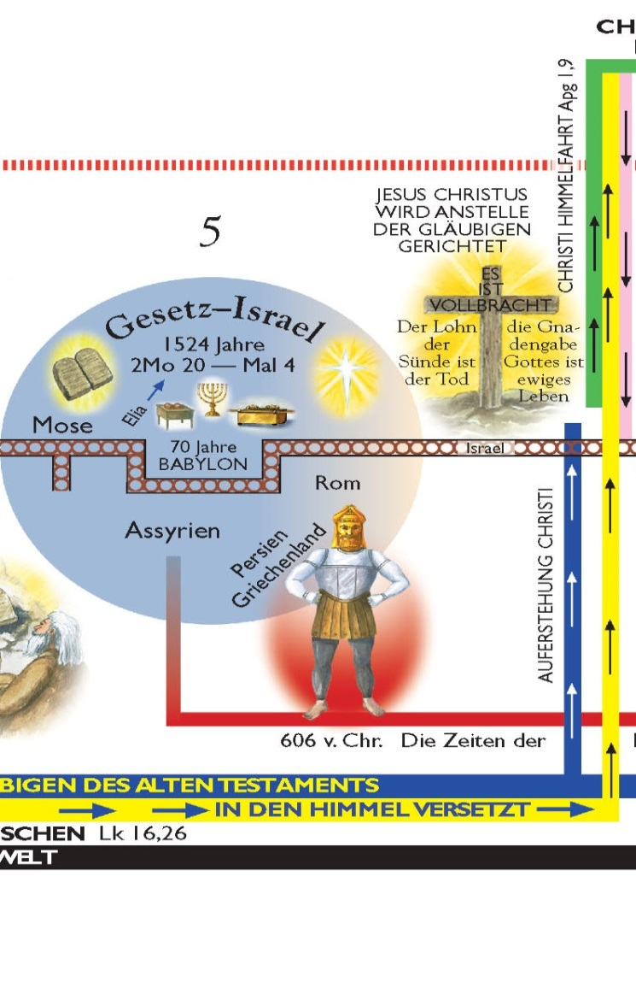 CH
CHRISTI HIMMELFAHRT Apg 1,9
JESUS CHRISTUS
WIRD ANSTELLE
DER GLÄUBIGEN
GERICHTET
5
ES
IST
VOLLBRACHT
Der Lohn
der
Sünde ist
der Tod
die Gna-
dengabe
Gottes ist
ewiges
Leben
Gesetz–Israel
1524 Jahre
2Mo 20 — Mal 4
Elia
Mose
70 Jahre
BABYLON
Israel
Rom
Assyrien
Persien
Griechenland
AUFERSTEHUNG CHRISTI
606 v. Chr. Die Zeiten der
BIGEN DES ALTEN TESTAMENTS
IN DEN HIMMEL VERSETZT
SCHEN Lk 16,26
WELT